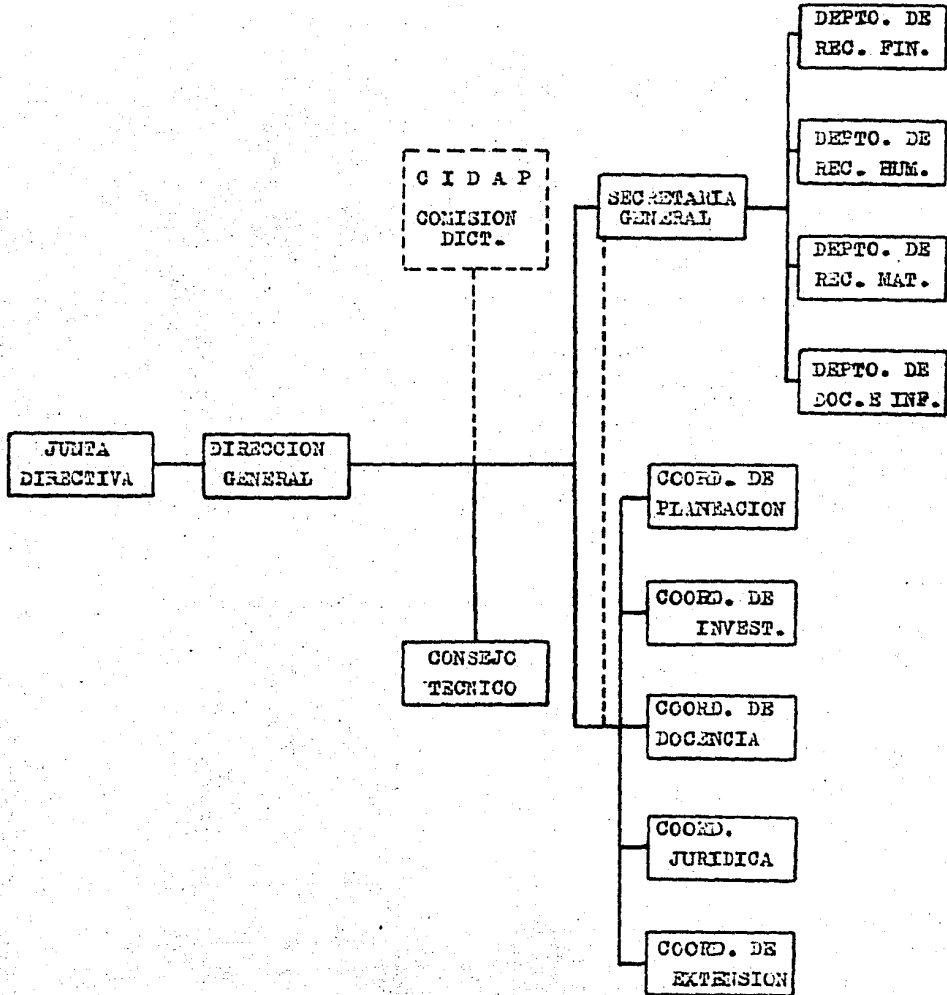 DEPTO. DE
REC. FIN.
DEPTO. DE
REC. HUM.
C I D A P
COMISION
DICT.
SECRETARIA
GENERAL
DEPTO. DE
REC. MAT.
DEPTO. DE
DOC. E INF.
JUNTA
DIRECTIVA
DIRECCION
GENERAL
COORD. DE
PLANEACION
COORD. DE
INVEST.
CONSEJO
TECNICO
COORD. DE
DOCENCIA
COORD.
JURIDICA
COORD. DE
EXTENSION